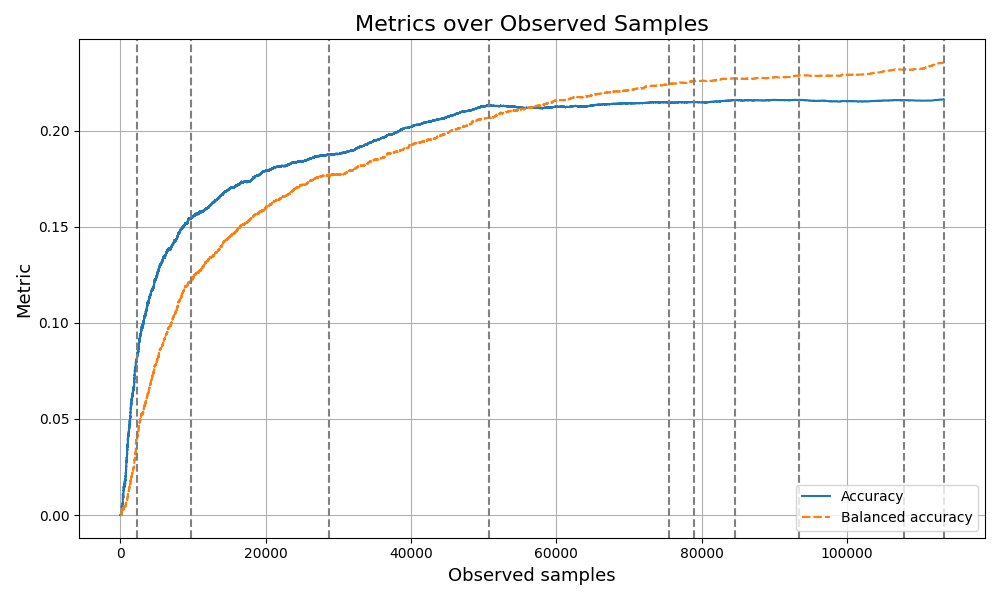 Metrics over Observed Samples
Metric
0.20
0.15
0.10
0.05
0.00
0
20000
40000
60000
80000
100000
Observed samples
Accuracy
Balanced accuracy